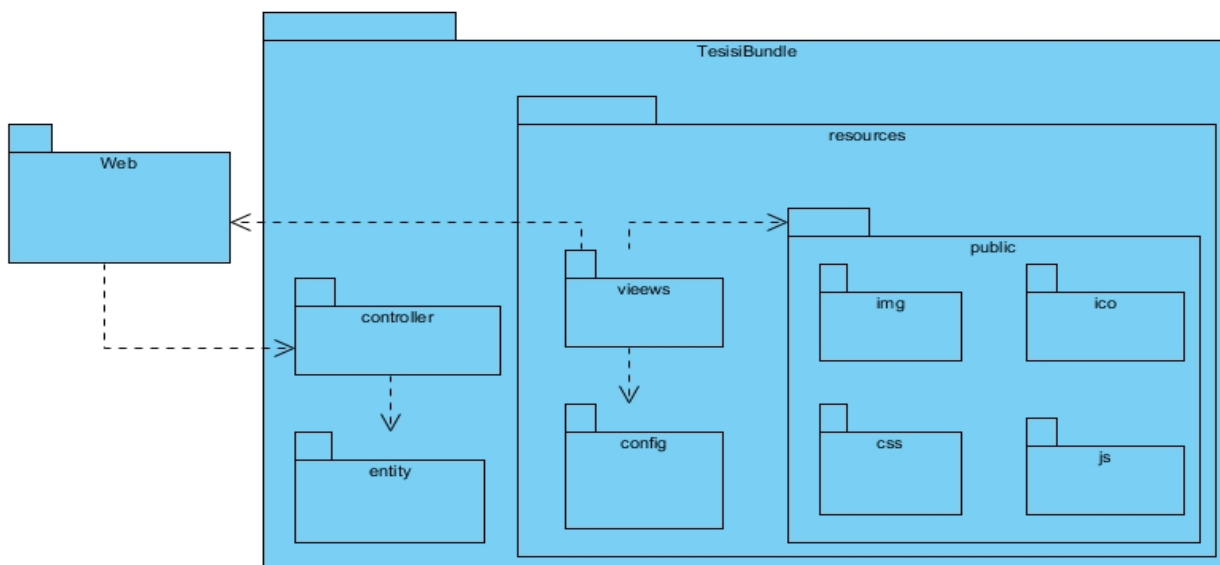 TesisiBundle
resources
Web
public
vieews
img
ico
controller
config
css
js
entity